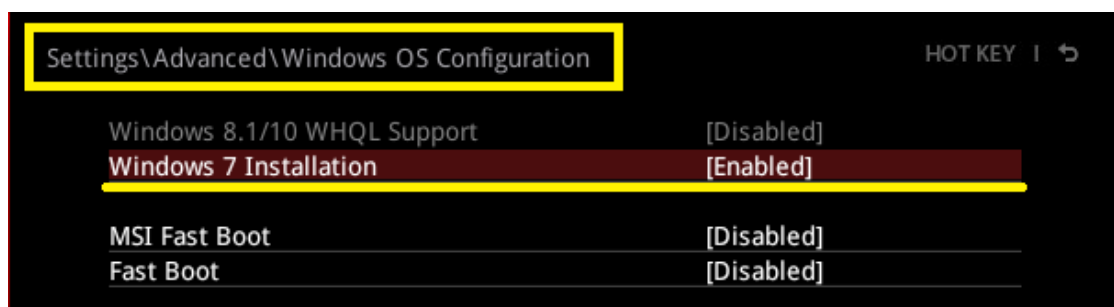 Settings\Advanced\Windows OS Configuration HOT KEY |
Windows 8.1/10 WHQL Support [Disabled]
Windows 7 Installation [Enabled]
MSI Fast Boot [Disabled]
Fast Boot [Disabled]